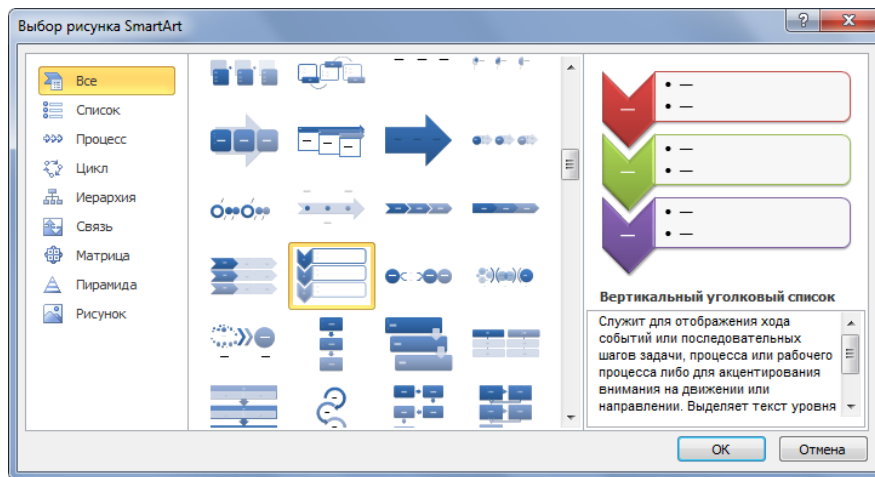 Выбор рисунка SmartArt
Все
Список
Процесс
Цикл
Иерархия
Связь
Матрица
Пирамида
Рисунок
Вертикальный уголковый список
Служит для отображения хода
событий или последовательных
шагов задачи, процесса или рабочего
процесса либо для акцентирования
внимания на движении или
направлении. Выделяет текст уровня
ОК
Отмена